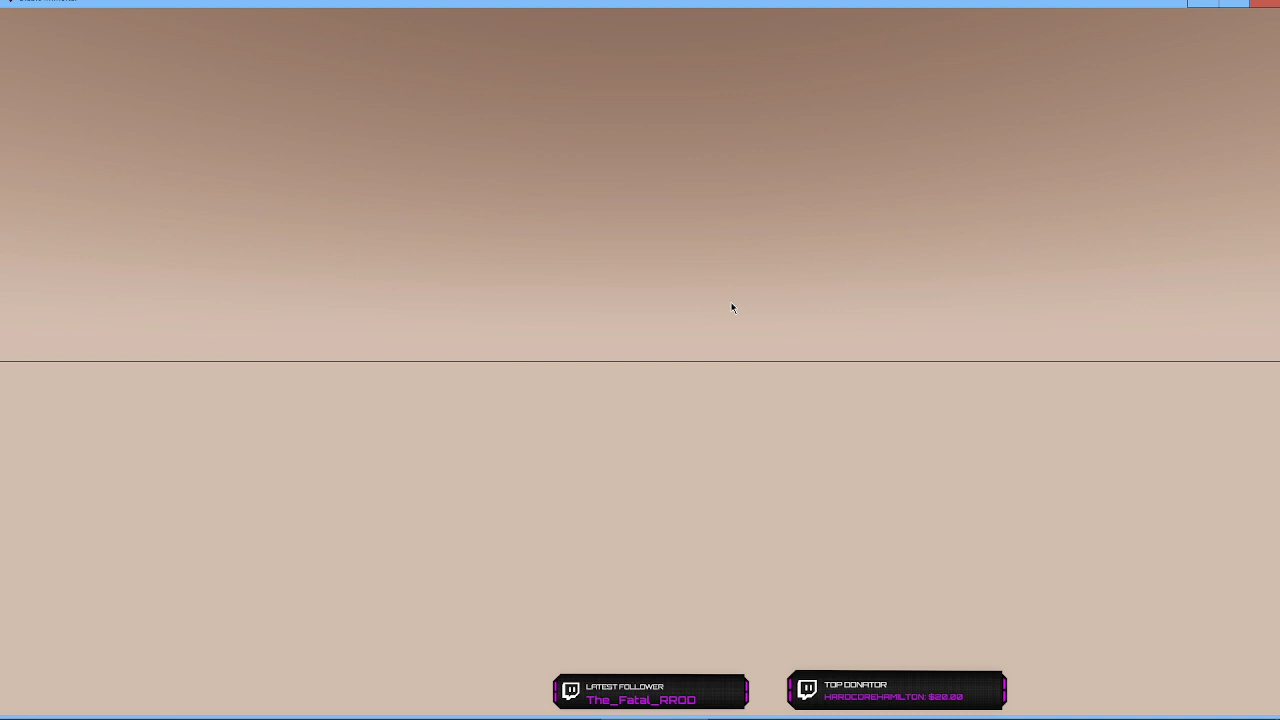 LATEST FOLLOWER
The_Fatal_RROD
TOP DONATOR
HARDCOREHAMILTON: $20.00